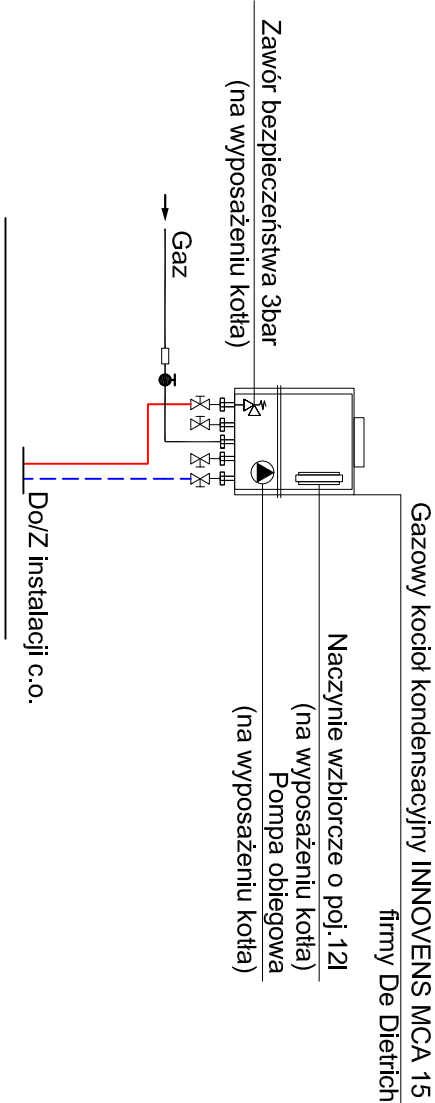 Gazowy kocioł kondensacyjny INNOVENS MCA 15
firmy De Dietrich
Zawór bezpieczeństwa 3bar
(na wyposażeniu kotła)
Naczynie wzbiorcze o poj.12l
(na wyposażeniu kotła)
Pompa obiegowa
(na wyposażeniu kotła)
Gaz
Do/Z instalacji c.o.